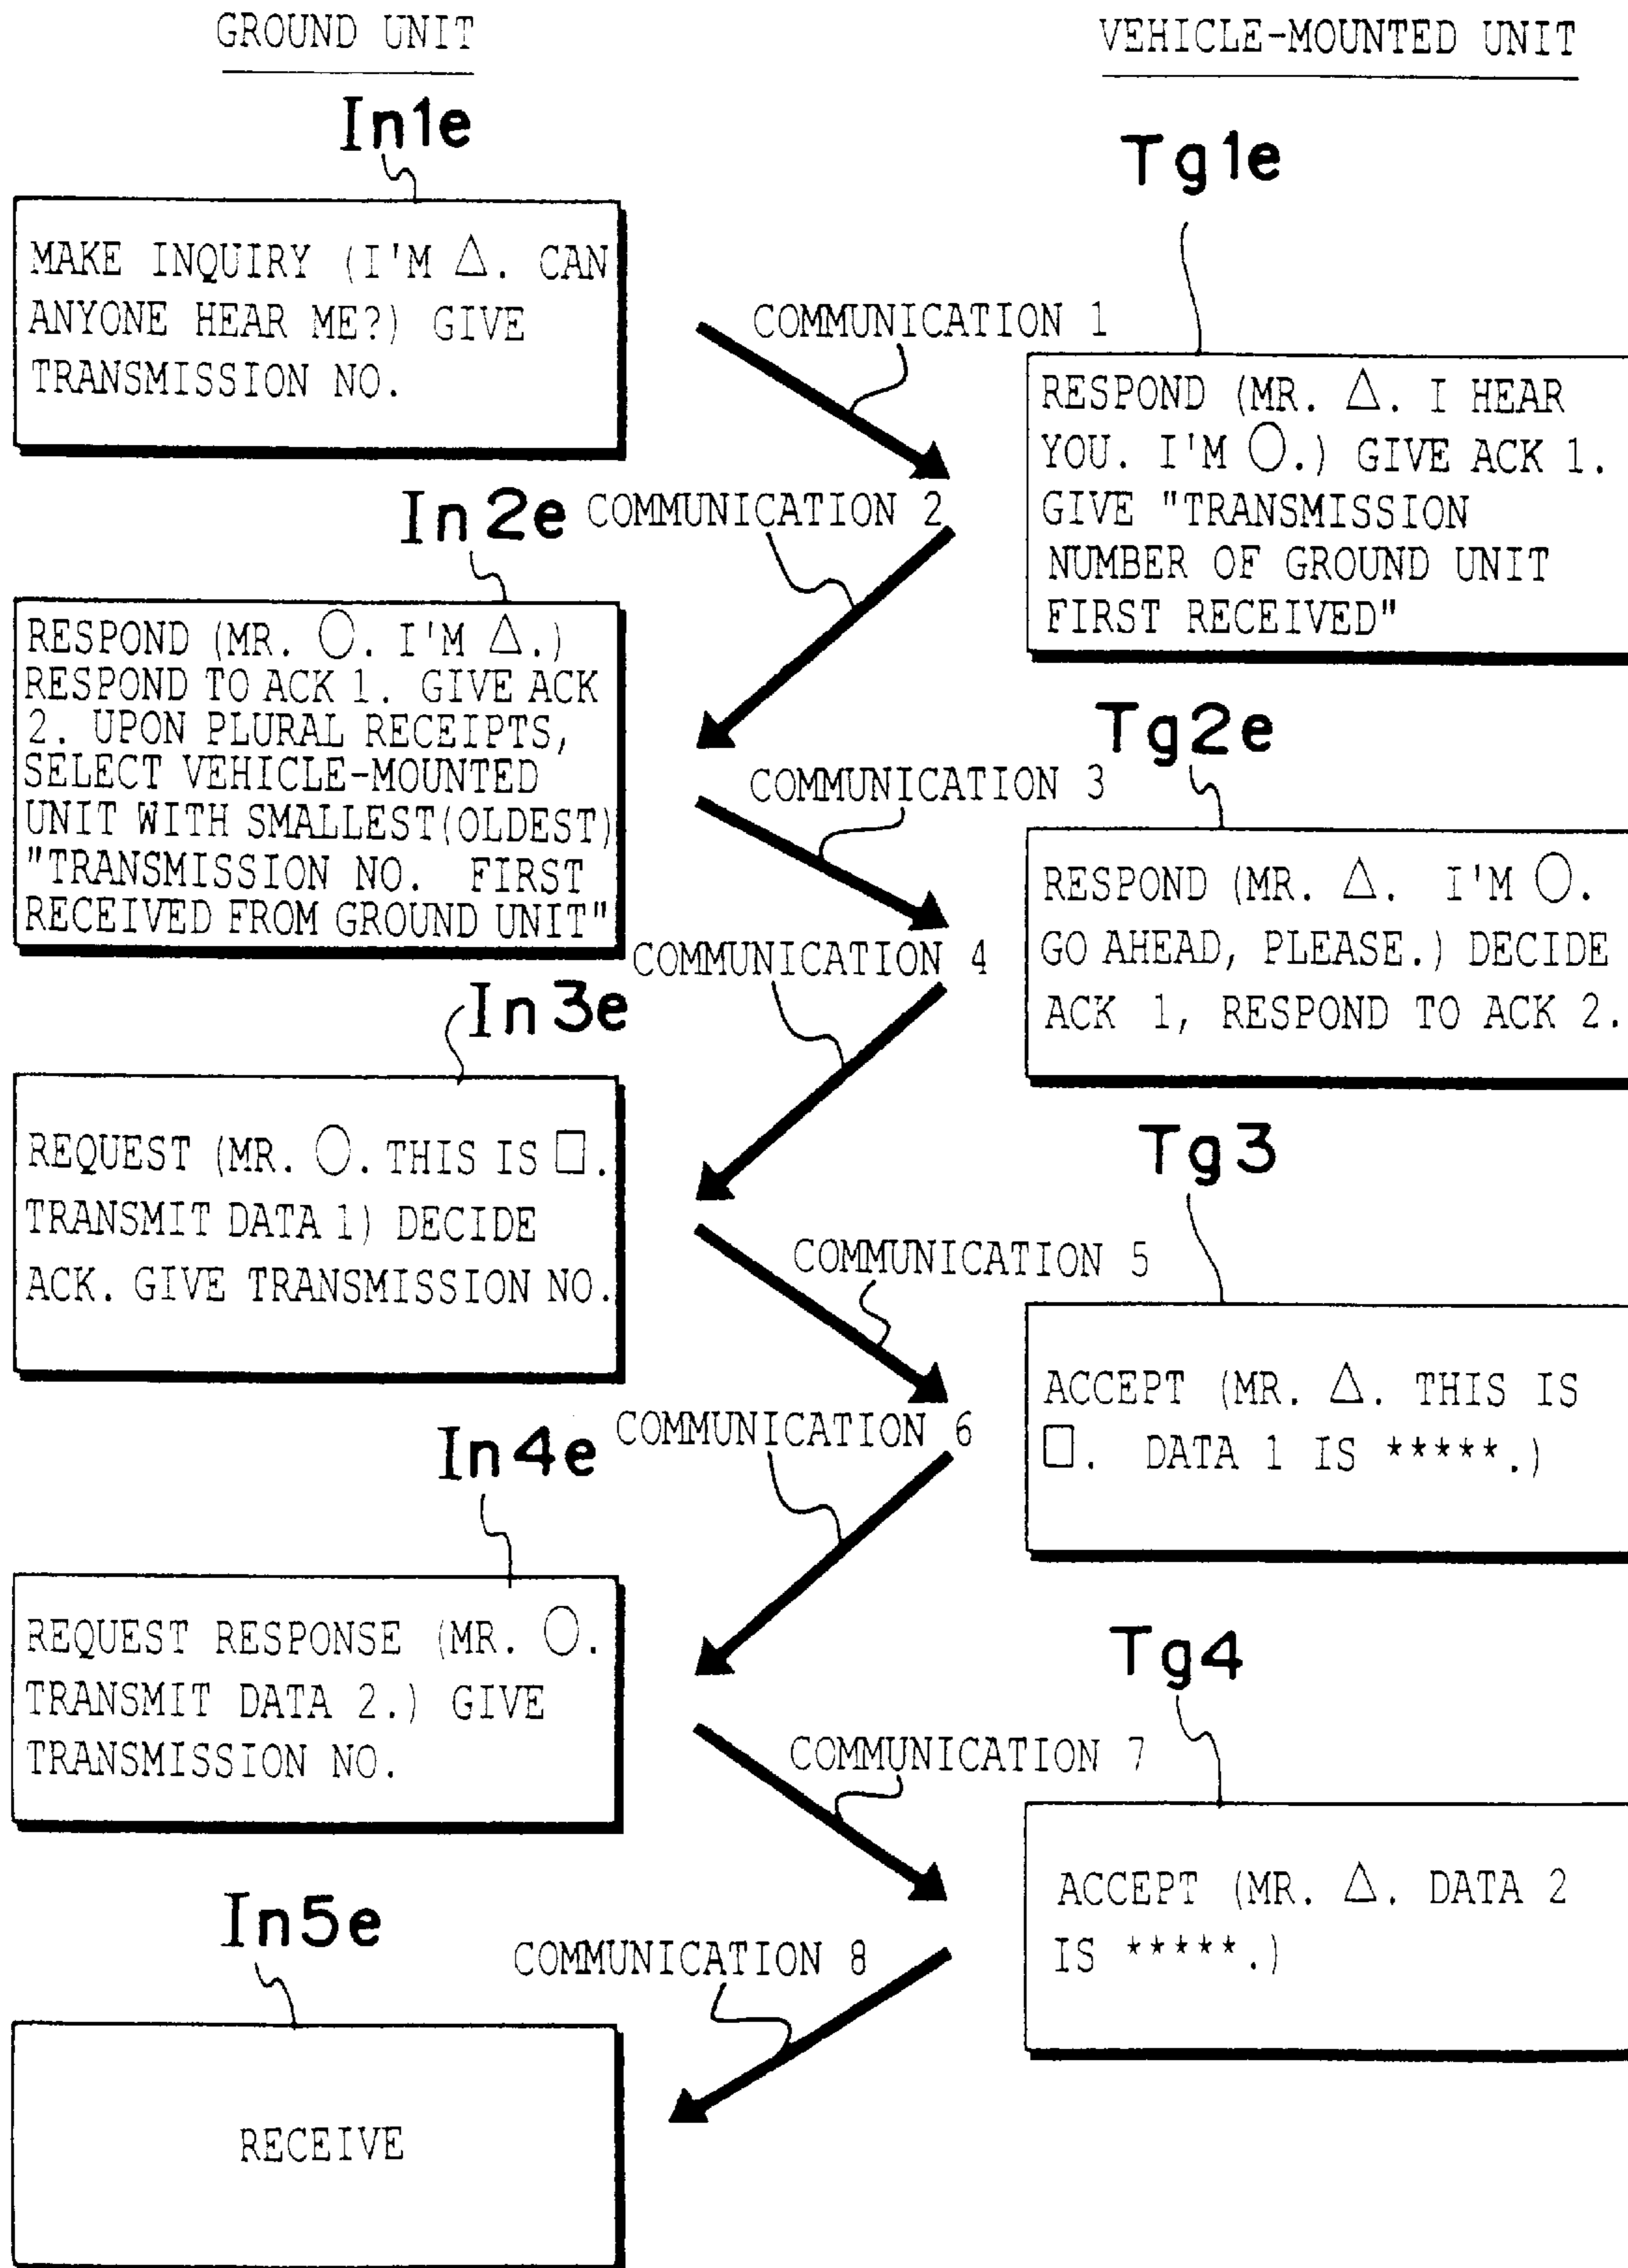 GROUND UNIT
VEHICLE-MOUNTED UNIT
In1e
Tg1e
MAKE INQUIRY (I'M △. CAN
ANYONE HEAR ME?) GIVE
TRANSMISSION NO.
COMMUNICATION 1
RESPOND (MR. △. I HEAR
YOU. I'M ○.) GIVE ACK 1.
GIVE "TRANSMISSION
NUMBER OF GROUND UNIT
FIRST RECEIVED"
In2e
COMMUNICATION 2
RESPOND (MR. ○. I'M △.)
RESPOND TO ACK 1. GIVE ACK
2. UPON PLURAL RECEIPTS,
SELECT VEHICLE-MOUNTED
UNIT WITH SMALLEST(OLDEST)
"TRANSMISSION NO. FIRST
RECEIVED FROM GROUND UNIT"
Tg2e
COMMUNICATION 3
RESPOND (MR. △. I'M ○.
GO AHEAD, PLEASE.) DECIDE
ACK 1, RESPOND TO ACK 2.
COMMUNICATION 4
In3e
REQUEST (MR. ○. THIS IS □.
TRANSMIT DATA 1) DECIDE
ACK. GIVE TRANSMISSION NO.
Tg3
COMMUNICATION 5
ACCEPT (MR. △. THIS IS
□. DATA 1 IS *****.)
COMMUNICATION 6
In4e
REQUEST RESPONSE (MR. ○.
TRANSMIT DATA 2.) GIVE
TRANSMISSION NO.
Tg4
COMMUNICATION 7
ACCEPT (MR. △. DATA 2
IS *****.)
In5e
COMMUNICATION 8
RECEIVE